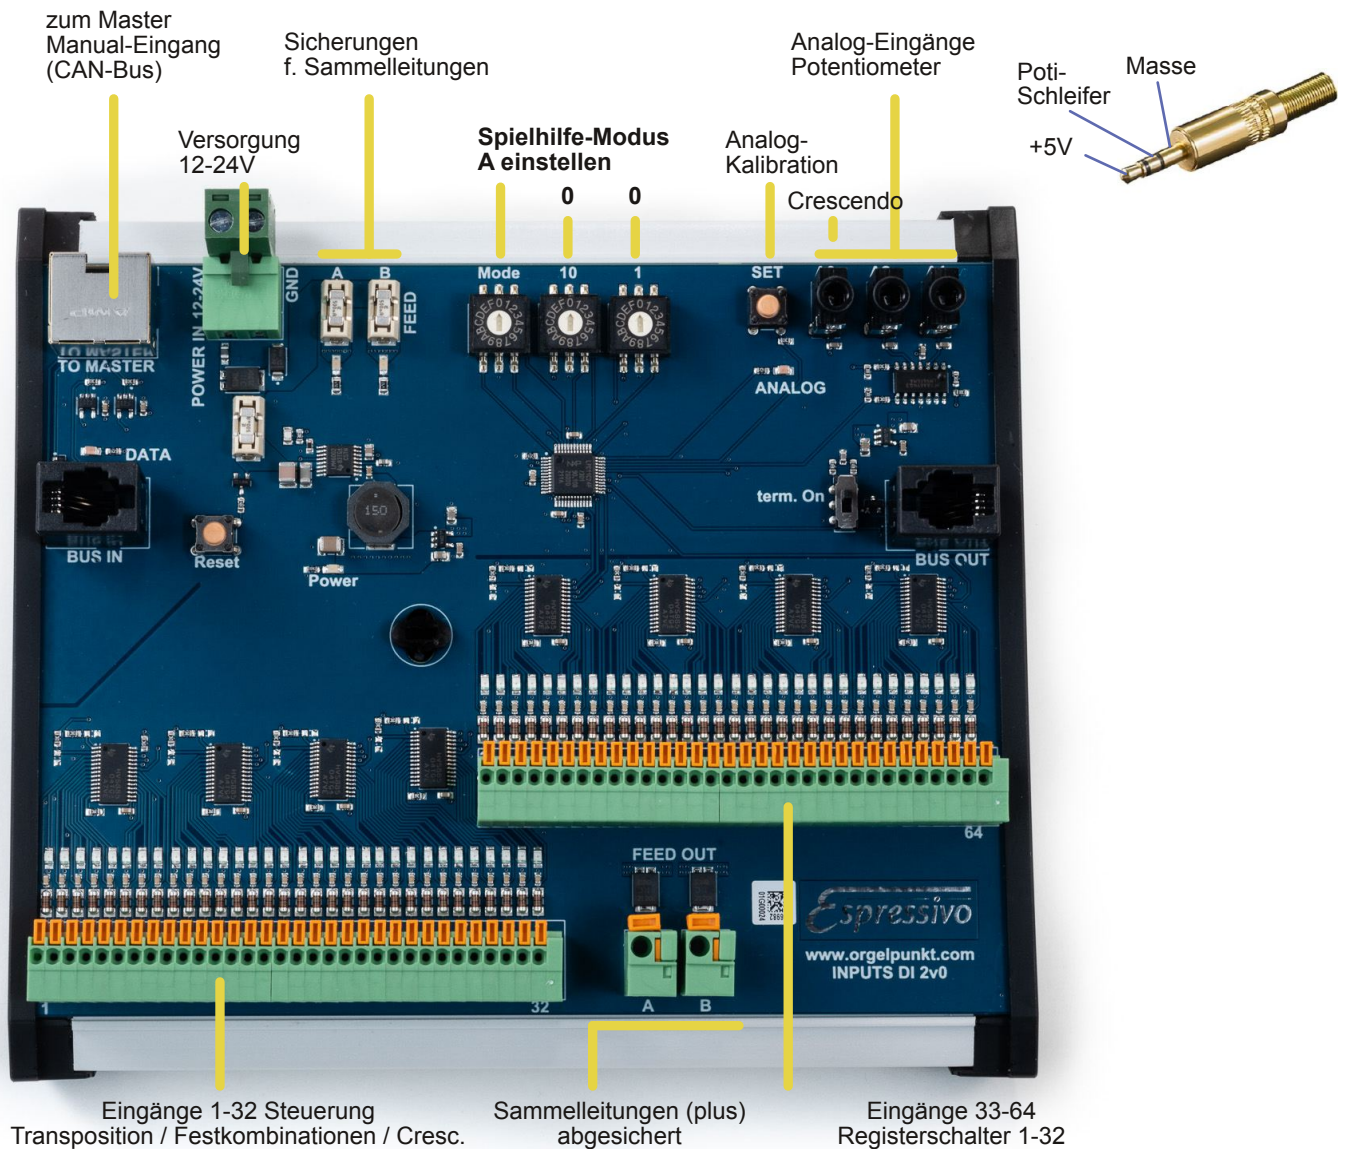 zum Master
Manual-Eingang
(CAN-Bus)
Sicherungen
f. Sammelleitungen
Analog-Eingänge
Potentiometer
Poti-
Schleifer
Masse
+5V
Versorgung
12-24V
Spielhilfe-Modus
A einstellen
0
0
Analog-
Kalibration
Crescendo
POWER IN 12-24V
GND
A
B
FEED
Mode
10
1
SET
TO MASTER
ANALOG
DATA
BUS IN
Reset
150
Power
term. On
BUS OUT
64
FEED OUT
A
B
1
32
6982
01G00024
Espressivo
www.orgelpunkt.com
INPUTS DI 2v0
Eingänge 1-32 Steuerung
Transposition / Festkombinationen / Cresc.
Sammelleitungen (plus)
abgesichert
Eingänge 33-64
Registerschalter 1-32